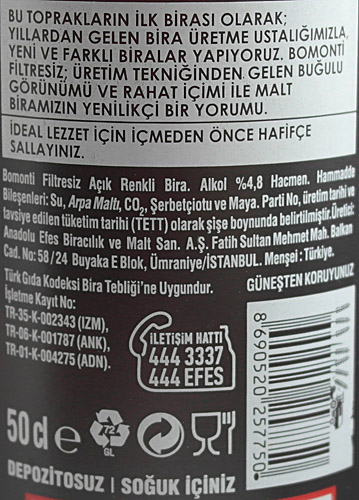 BU TOPRAKLARIN İLK BİRASI OLARAK;
YILLARDAN GELEN BİRA ÜRETME USTALIĞIMIZLA,
YENİ VE FARKLI BİRALAR YAPIYORUZ. BOMONTİ
FİLTRESİZ; ÜRETİM TEKNİĞİNDEN GELEN BUĞULU
GÖRÜNÜMÜ VE RAHAT İÇİMİ İLE MALT
BİRAMIZIN YENİLİKÇİ BİR YORUMU.
İDEAL LEZZET İÇİN İÇMEDEN ÖNCE HAFİFÇE
SALLAYINIZ.
Bomonti Filtresiz Açık Renkli Bira. Alkol %4,8 Hacmen. Hammadde
Bileşenleri: Su, Arpa Maltı, CO2, Şerbetçiotu ve Maya. Parti No, üretim tarihi ve
tavsiye edilen tüketim tarihi (TETT) olarak şişe boynunda belirtilmiştir. Üretici:
Anadolu Efes Biracılık ve Malt San. A.Ş. Fatih Sultan Mehmet Mah. Balkan
Cad. No: 58/24 Buyaka E Blok, Ümraniye/İSTANBUL. Menşei: Türkiye.
Türk Gıda Kodeksi Bira Tebliği'ne Uygundur.
GÜNEŞTEN KORUYUNUZ
İşletme Kayıt No:
TR-35-K-002343 (İZM),
TR-06-K-001787 (ANK),
TR-01-K-004275 (ADN).
İLETİŞİM HATTI
444 3337
444 EFES
8 690520 257750
50 cl e
72
GL
DEPOZİTOSUZ | SOĞUK İÇİNİZ